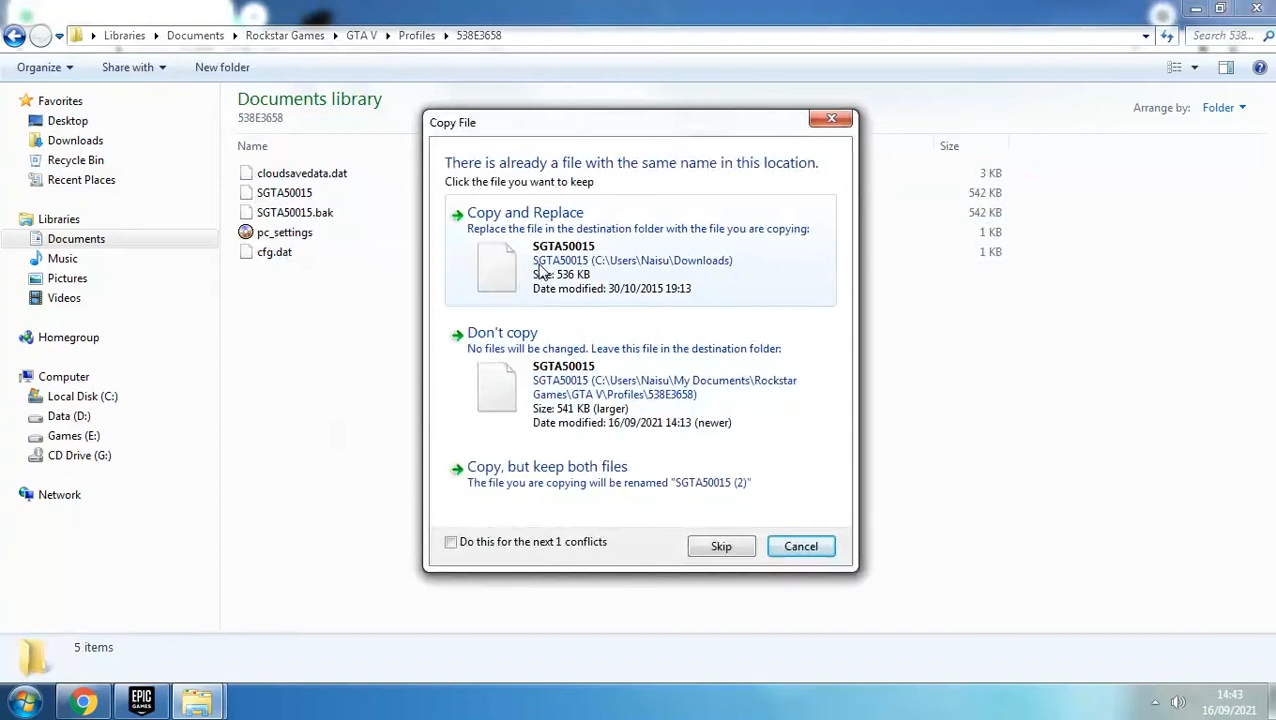 Libraries Documents Rockstar Games GTA V Profiles 538E3658
Search 538...
Organize Share with New folder
Favorites
Desktop
Downloads
Recycle Bin
Recent Places
Libraries
Documents
Music
Pictures
Videos
Homegroup
Computer
Local Disk (C:)
Data (D:)
Games (E:)
CD Drive (G:)
Network
Documents library
538E3658
Arrange by: Folder
Name
Size
cloudsavedata.dat 3 KB
SGTA50015 542 KB
SGTA50015.bak 542 KB
pc_settings 1 KB
cfg.dat 1 KB
Copy File
There is already a file with the same name in this location.
Click the file you want to keep
Copy and Replace
Replace the file in the destination folder with the file you are copying:
SGTA50015
SGTA50015 (C:\Users\Naisu\Downloads)
Size: 536 KB
Date modified: 30/10/2015 19:13
Don't copy
No files will be changed. Leave this file in the destination folder:
SGTA50015
SGTA50015 (C:\Users\Naisu\My Documents\Rockstar
Games\GTA V\Profiles\538E3658)
Size: 541 KB (larger)
Date modified: 16/09/2021 14:13 (newer)
Copy, but keep both files
The file you are copying will be renamed "SGTA50015 (2)"
Do this for the next 1 conflicts
Skip
Cancel
5 items
EPIC
GAMES
14:43
16/09/2021